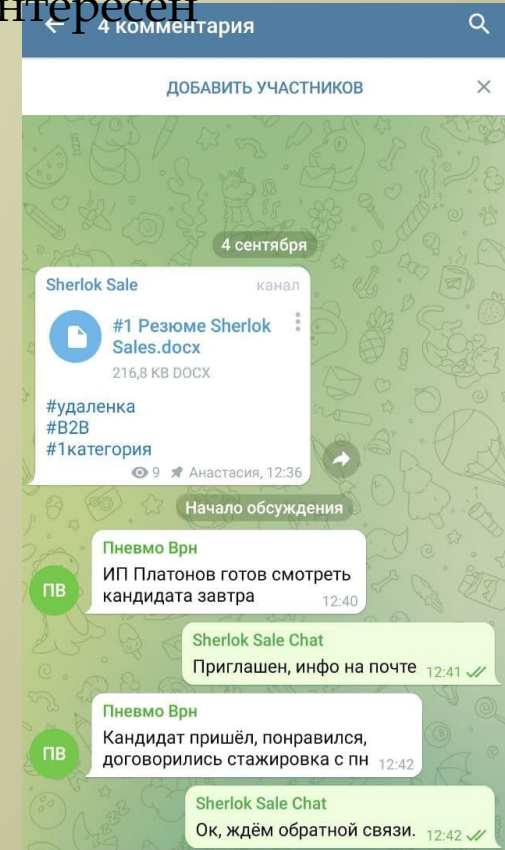 нтересен
4 комментария
ДОБАВИТЬ УЧАСТНИКОВ
4 сентября
Sherlok Sale канал
#1 Резюме Sherlok
Sales.docx
216,8 KB DOCX
#удаленка
#B2B
#1категория
9 Анастасия, 12:36
Начало обсуждения
Пневмо Врн
ПВ
ИП Платонов готов смотреть
кандидата завтра 12:40
Sherlok Sale Chat
Приглашен, инфо на почте 12:41
Пневмо Врн
ПВ
Кандидат пришёл, понравился,
договорились стажировка с пн 12:42
Sherlok Sale Chat
Ок, ждём обратной связи. 12:42